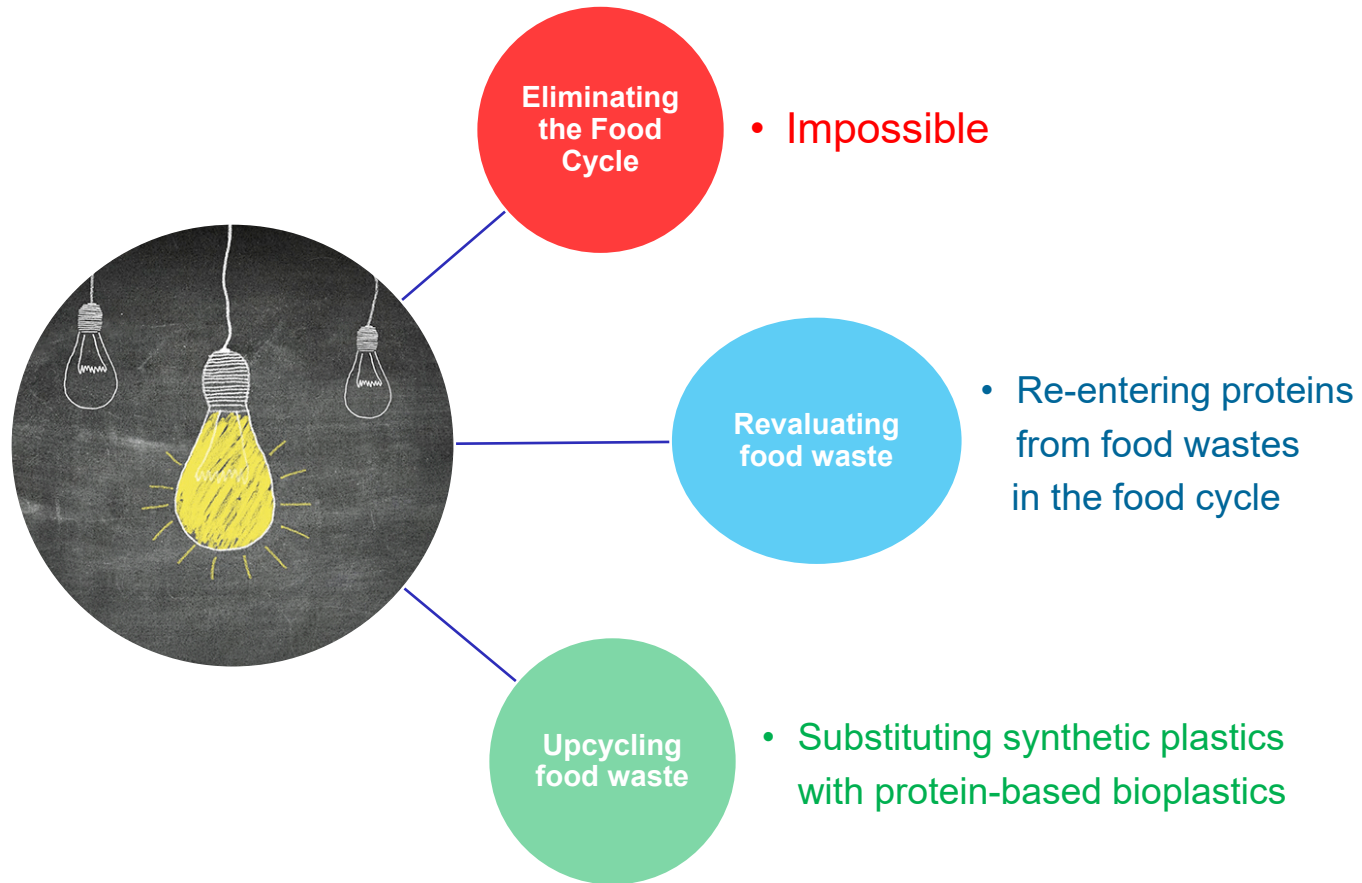 Eliminating
the Food
Cycle
• Impossible
Revaluating
food waste
• Re-entering proteins
from food wastes
in the food cycle
Upcycling
food waste
• Substituting synthetic plastics
with protein-based bioplastics